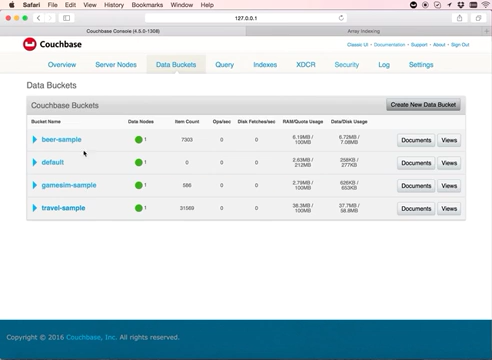 Safari File Edit View History Bookmarks Window Help
127.0.0.1
Couchbase Console (4.5.0-1308) Array Indexing
Couchbase
Classic UI • Documentation • Support • About • Sign Out
Overview Server Nodes Data Buckets Query Indexes XDCR Security Log Settings
Data Buckets
Couchbase Buckets Create New Data Bucket
Bucket Name Data Nodes Item Count Ops/sec Disk Fetches/sec RAM/Quota Usage Data/Disk Usage
beer-sample 1 7303 0 0 6.19MB / 100MB 6.72MB / 7.08MB Documents Views
default 1 0 0 0 2.63MB / 212MB 258KB / 277KB Documents Views
gamesim-sample 1 586 0 0 2.79MB / 100MB 626KB / 653KB Documents Views
travel-sample 1 31569 0 0 38.3MB / 100MB 37.7MB / 58.8MB Documents Views
Copyright © 2016 Couchbase, Inc. All rights reserved.